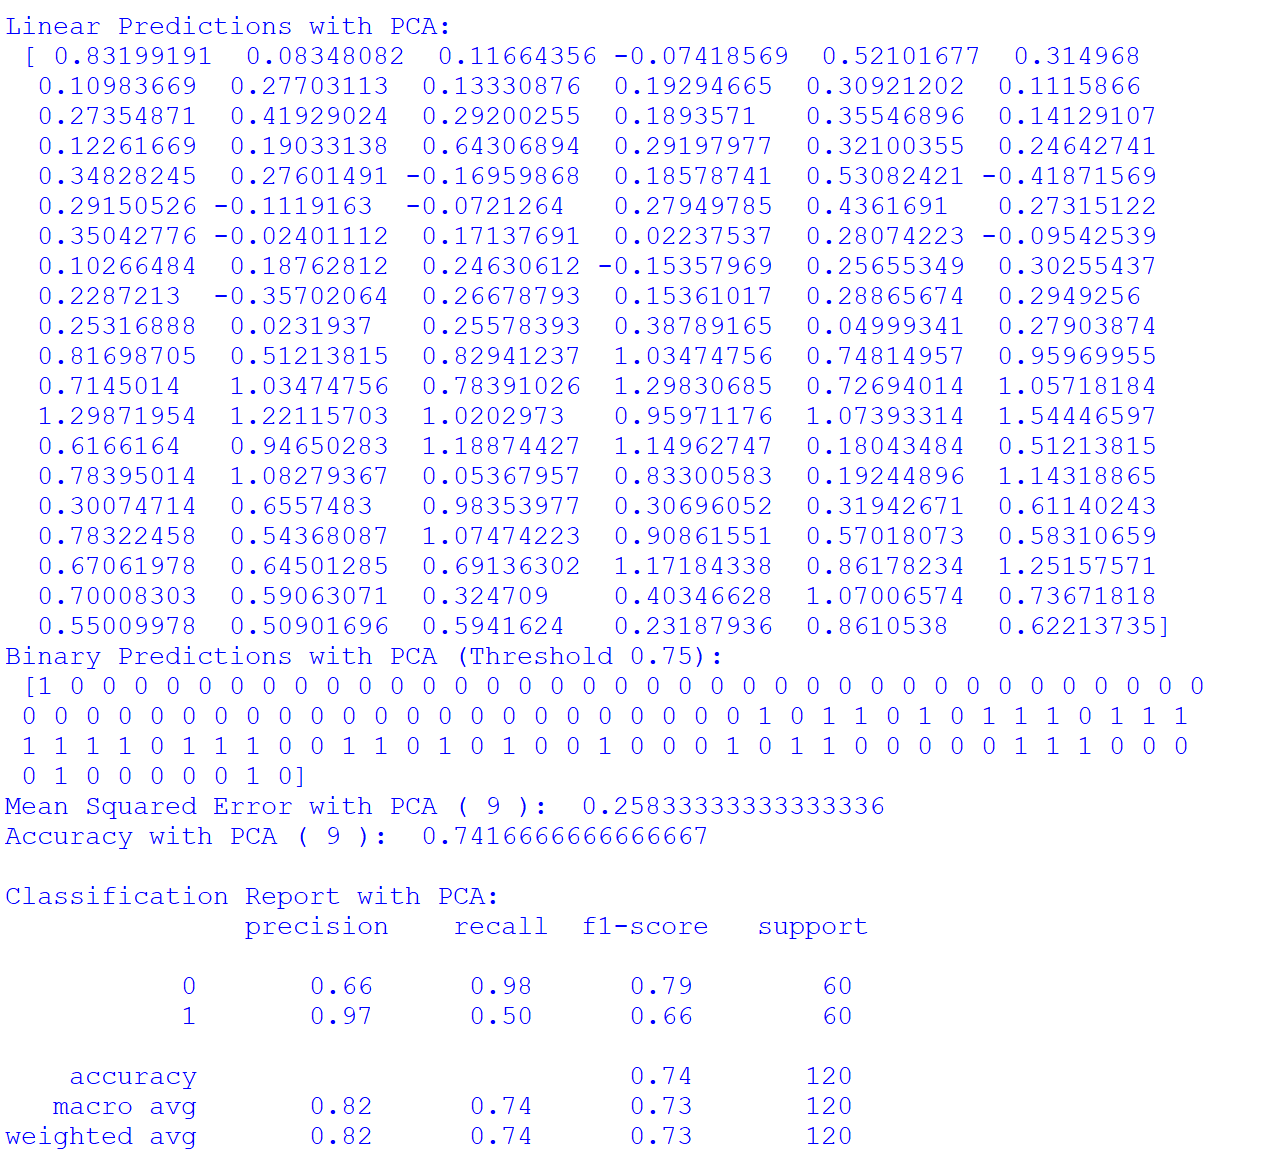 Linear Predictions with PCA:
 [ 0.83199191  0.08348082  0.11664356 -0.07418569  0.52101677  0.314968
  0.10983669  0.27703113  0.13330876  0.19294665  0.30921202  0.1115866
  0.27354871  0.41929024  0.29200255  0.1893571   0.35546896  0.14129107
  0.12261669  0.19033138  0.64306894  0.29197977  0.32100355  0.24642741
  0.34828245  0.27601491 -0.16959868  0.18578741  0.53082421 -0.41871569
  0.29150526 -0.1119163  -0.0721264   0.27949785  0.4361691   0.27315122
  0.35042776 -0.02401112  0.17137691  0.02237537  0.28074223 -0.09542539
  0.10266484  0.18762812  0.24630612 -0.15357969  0.25655349  0.30255437
  0.2287213  -0.35702064  0.26678793  0.15361017  0.28865674  0.2949256
  0.25316888  0.0231937   0.25578393  0.38789165  0.04999341  0.27903874
  0.81698705  0.51213815  0.82941237  1.03474756  0.74814957  0.95969955
  0.7145014   1.03474756  0.78391026  1.29830685  0.72694014  1.05718184
  1.29871954  1.22115703  1.0202973   0.95971176  1.07393314  1.54446597
  0.6166164   0.94650283  1.18874427  1.14962747  0.18043484  0.51213815
  0.78395014  1.08279367  0.05367957  0.83300583  0.19244896  1.14318865
  0.30074714  0.6557483   0.98353977  0.30696052  0.31942671  0.61140243
  0.78322458  0.54368087  1.07474223  0.90861551  0.57018073  0.58310659
  0.67061978  0.64501285  0.69136302  1.17184338  0.86178234  1.25157571
  0.70008303  0.59063071  0.324709    0.40346628  1.07006574  0.73671818
  0.55009978  0.50901696  0.5941624   0.23187936  0.8610538   0.62213735]
Binary Predictions with PCA (Threshold 0.75):
 [1 0 0 0 0 0 0 0 0 0 0 0 0 0 0 0 0 0 0 0 0 0 0 0 0 0 0 0 0 0 0 0 0 0 0 0 0
 0 0 0 0 0 0 0 0 0 0 0 0 0 0 0 0 0 0 0 0 0 0 0 1 0 1 1 0 1 0 1 1 1 0 1 1 1
 1 1 1 1 0 1 1 1 0 0 1 1 0 1 0 1 0 0 1 0 0 0 1 0 1 1 0 0 0 0 0 1 1 1 0 0 0
 0 1 0 0 0 0 0 1 0]
Mean Squared Error with PCA ( 9 ):  0.25833333333333336
Accuracy with PCA ( 9 ):  0.7416666666666667
Classification Report with PCA:
precision    recall  f1-score   support
0       0.66      0.98      0.79        60
1       0.97      0.50      0.66        60
accuracy                           0.74       120
macro avg       0.82      0.74      0.73       120
weighted avg       0.82      0.74      0.73       120